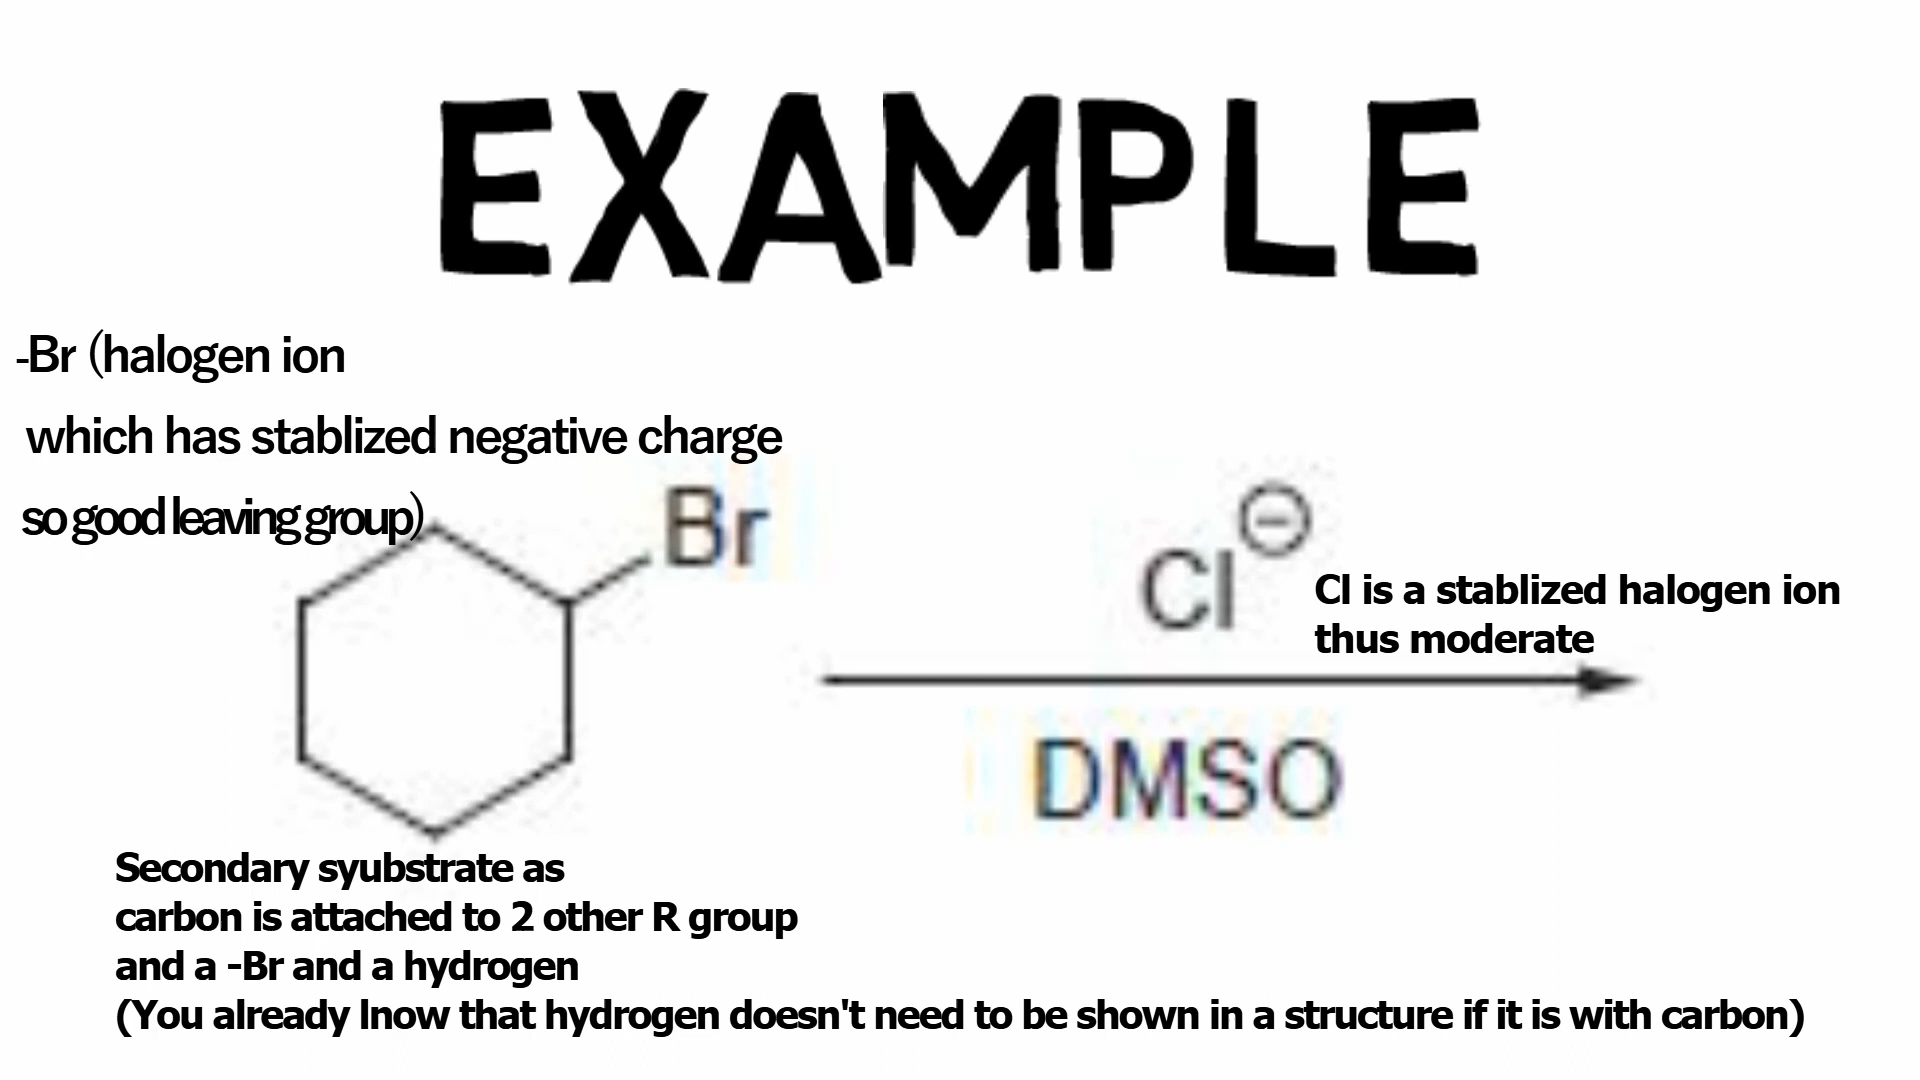 EXAMPLE
-Br (halogen ion
which has stablized negative charge
so good leaving group)
Br
Cl⊖
Cl is a stablized halogen ion
thus moderate
DMSO
Secondary syubstrate as
carbon is attached to 2 other R group
and a -Br and a hydrogen
(You already lnow that hydrogen doesn't need to be shown in a structure if it is with carbon)